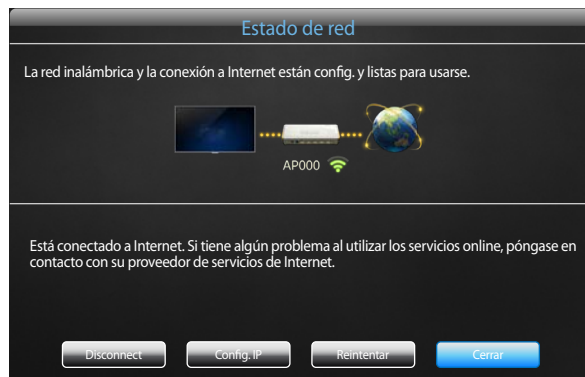 Estado de red
La red inalámbrica y la conexión a Internet están config. y listas para usarse.
AP000
Está conectado a Internet. Si tiene algún problema al utilizar los servicios online, póngase en
contacto con su proveedor de servicios de Internet.
Disconnect
Config. IP
Reintentar
Cerrar